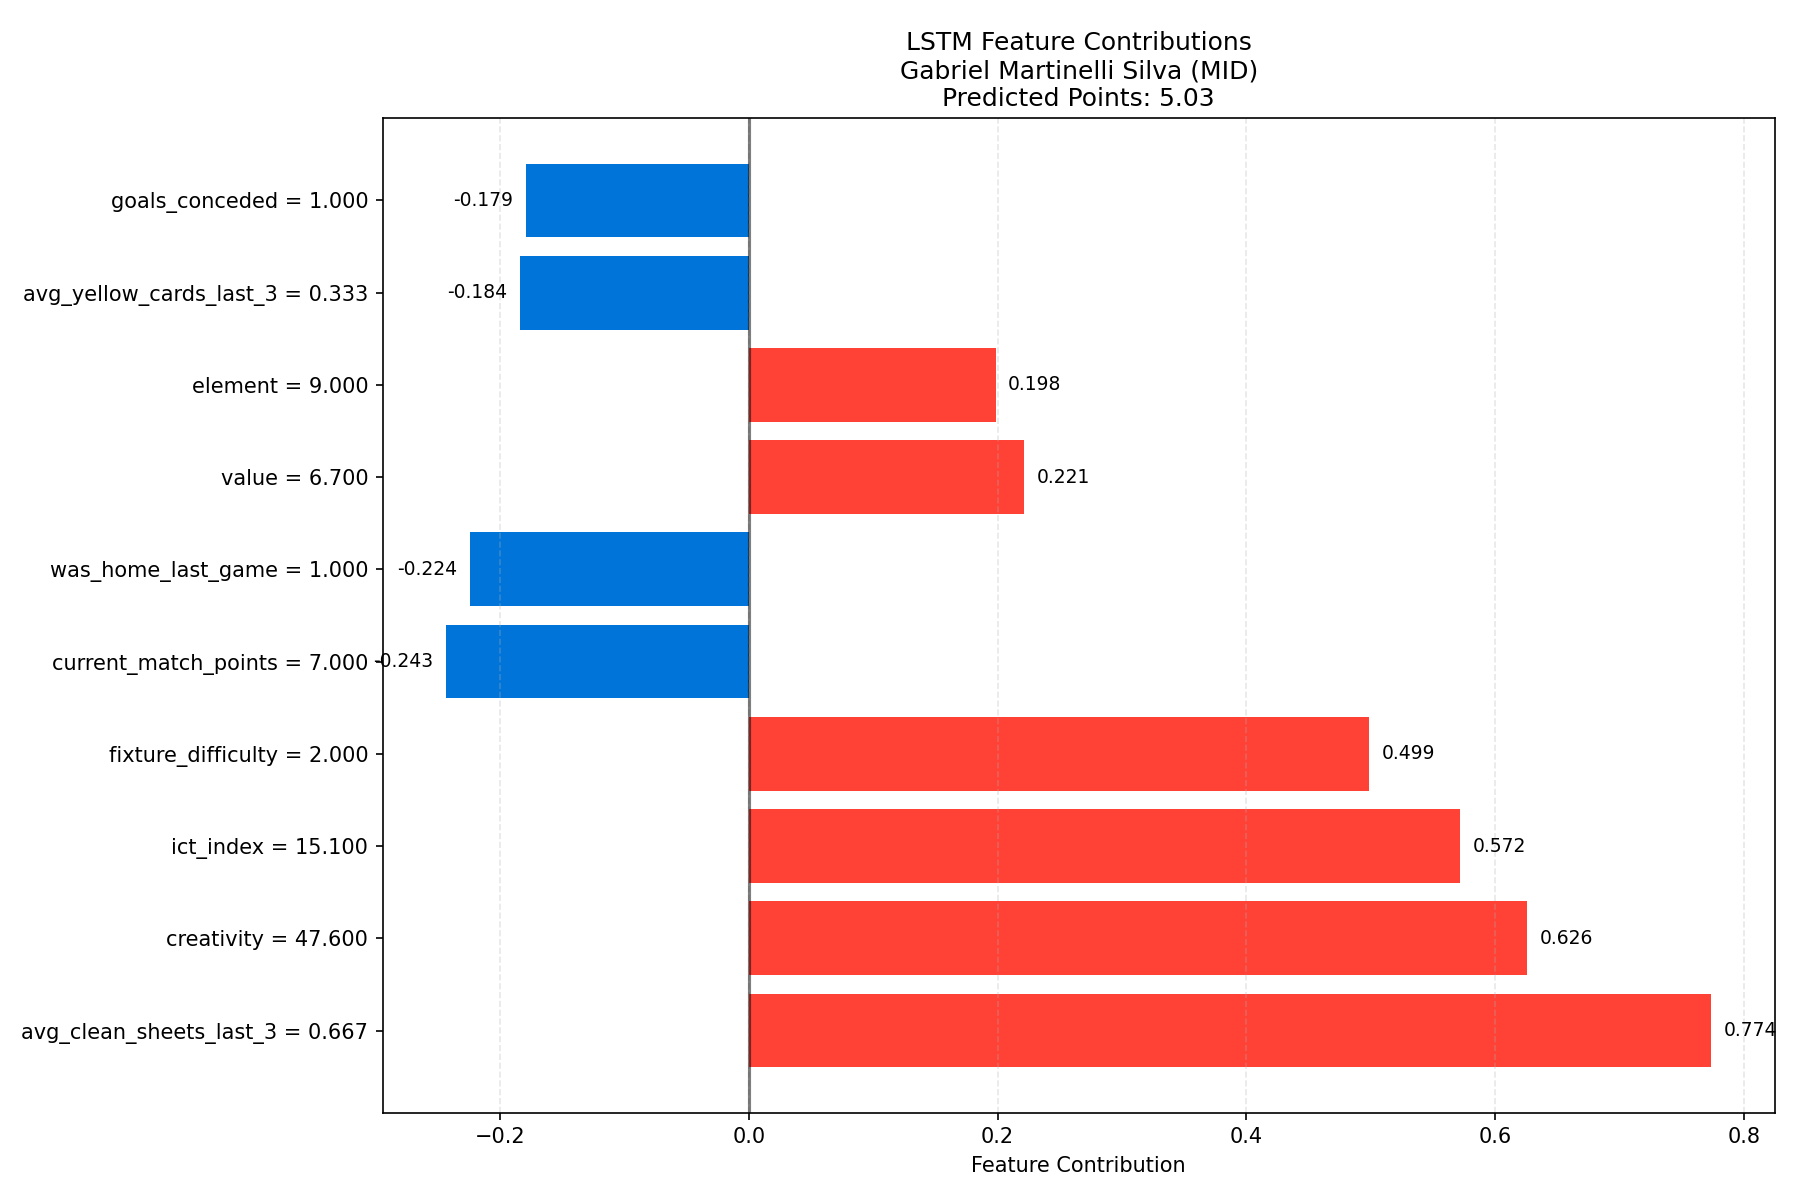 LSTM Feature Contributions
Gabriel Martinelli Silva (MID)
Predicted Points: 5.03
goals_conceded = 1.000
-0.179
avg_yellow_cards_last_3 = 0.333
-0.184
element = 9.000
0.198
value = 6.700
0.221
was_home_last_game = 1.000
-0.224
current_match_points = 7.000
-0.243
fixture_difficulty = 2.000
0.499
ict_index = 15.100
0.572
creativity = 47.600
0.626
avg_clean_sheets_last_3 = 0.667
0.774
−0.2 0.0 0.2 0.4 0.6 0.8
Feature Contribution